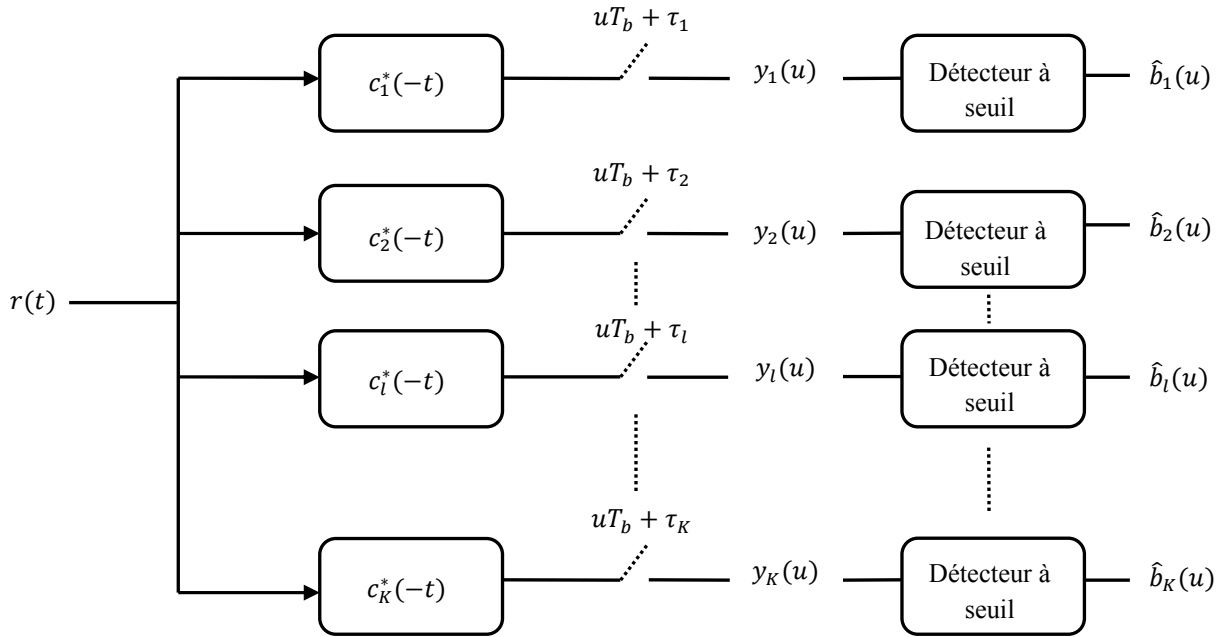 uT_b + τ_1
c_1^*(−t)
y_1(u)
Détecteur à
seuil
b̂_1(u)
uT_b + τ_2
c_2^*(−t)
y_2(u)
Détecteur à
seuil
b̂_2(u)
r(t)
uT_b + τ_l
c_l^*(−t)
y_l(u)
Détecteur à
seuil
b̂_l(u)
uT_b + τ_K
c_K^*(−t)
y_K(u)
Détecteur à
seuil
b̂_K(u)